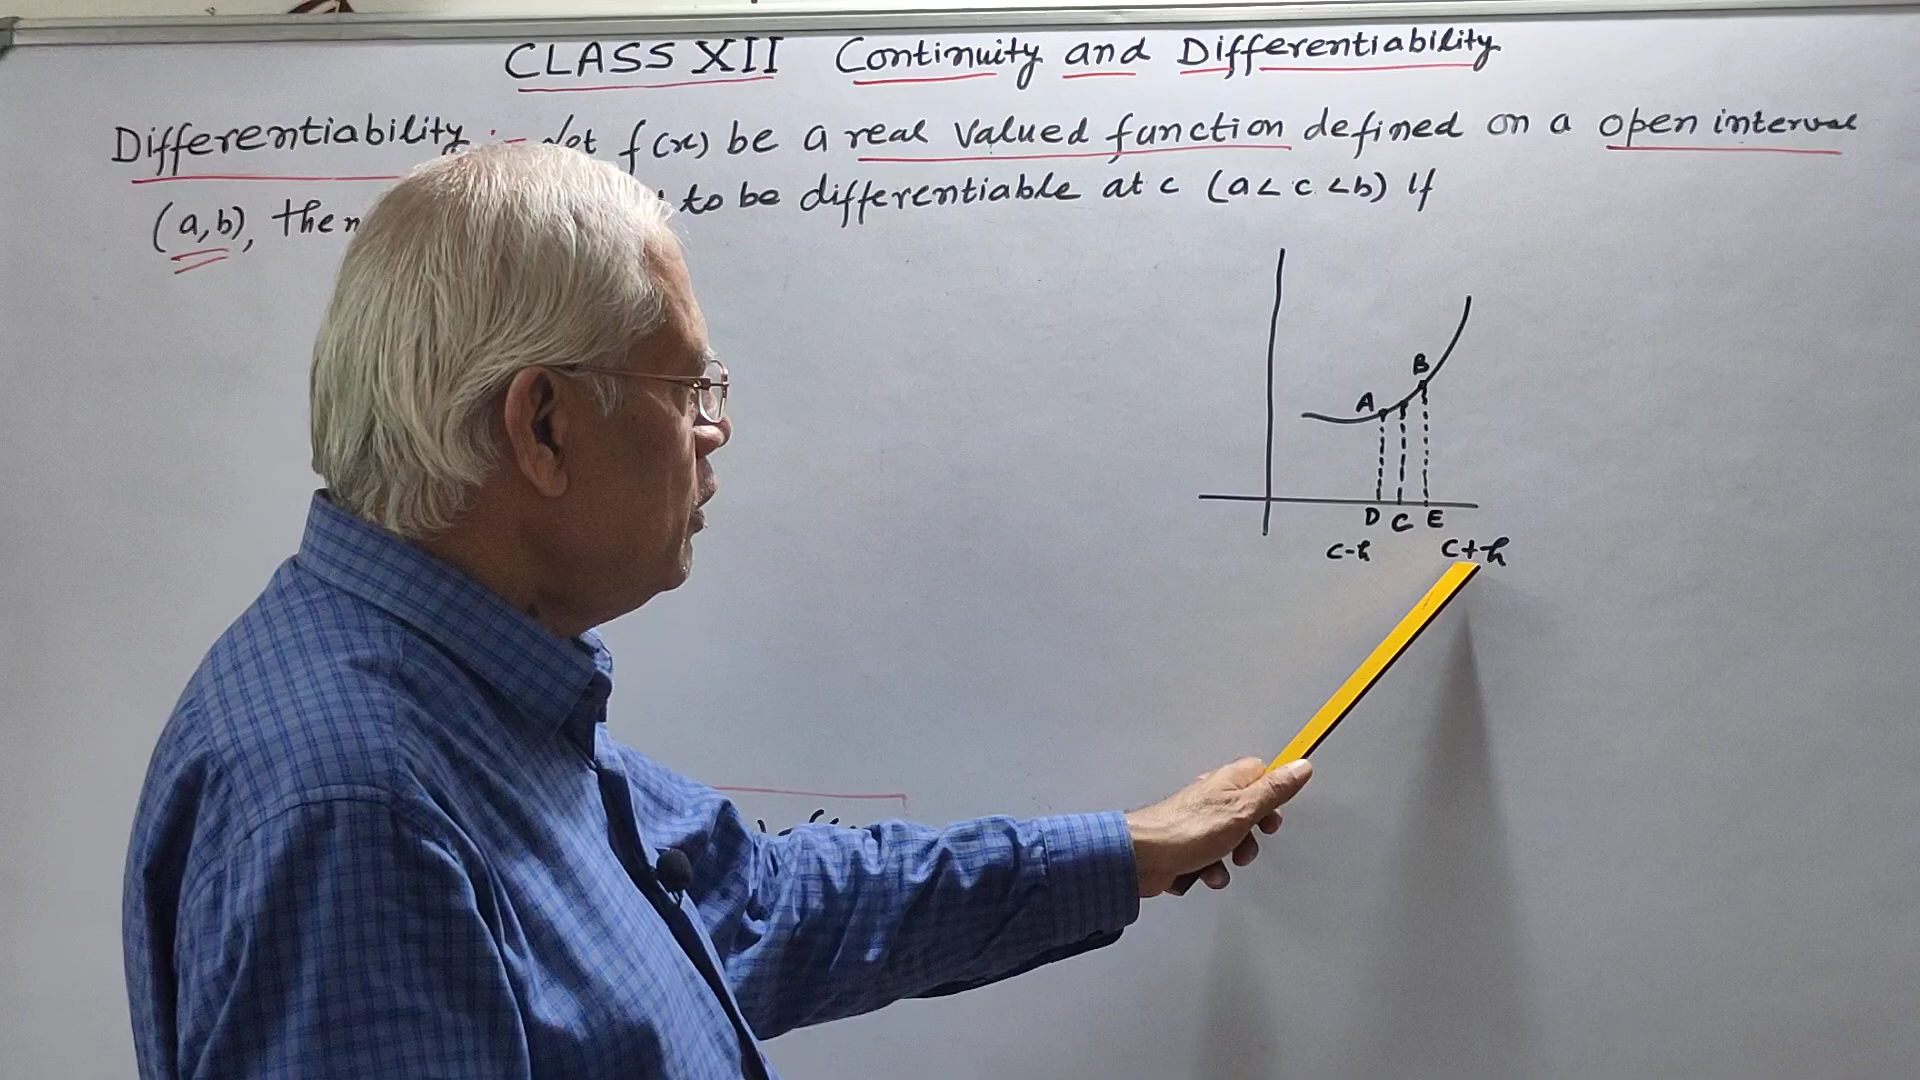 CLASS XII Continuity and Differentiability
Differentiability :- Let f(x) be a real valued function defined on a open interval
(a,b), then to be differentiable at c (a<c<b) If
B
A
D C E
c-h c+h